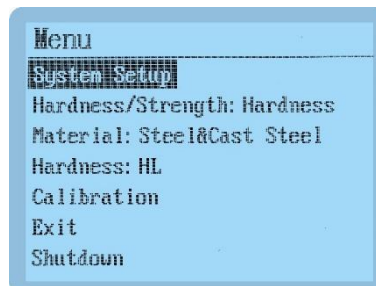 Menu
System Setup
Hardness/Strength: Hardness
Material: Steel&Cast Steel
Hardness: HL
Calibration
Exit
Shutdown